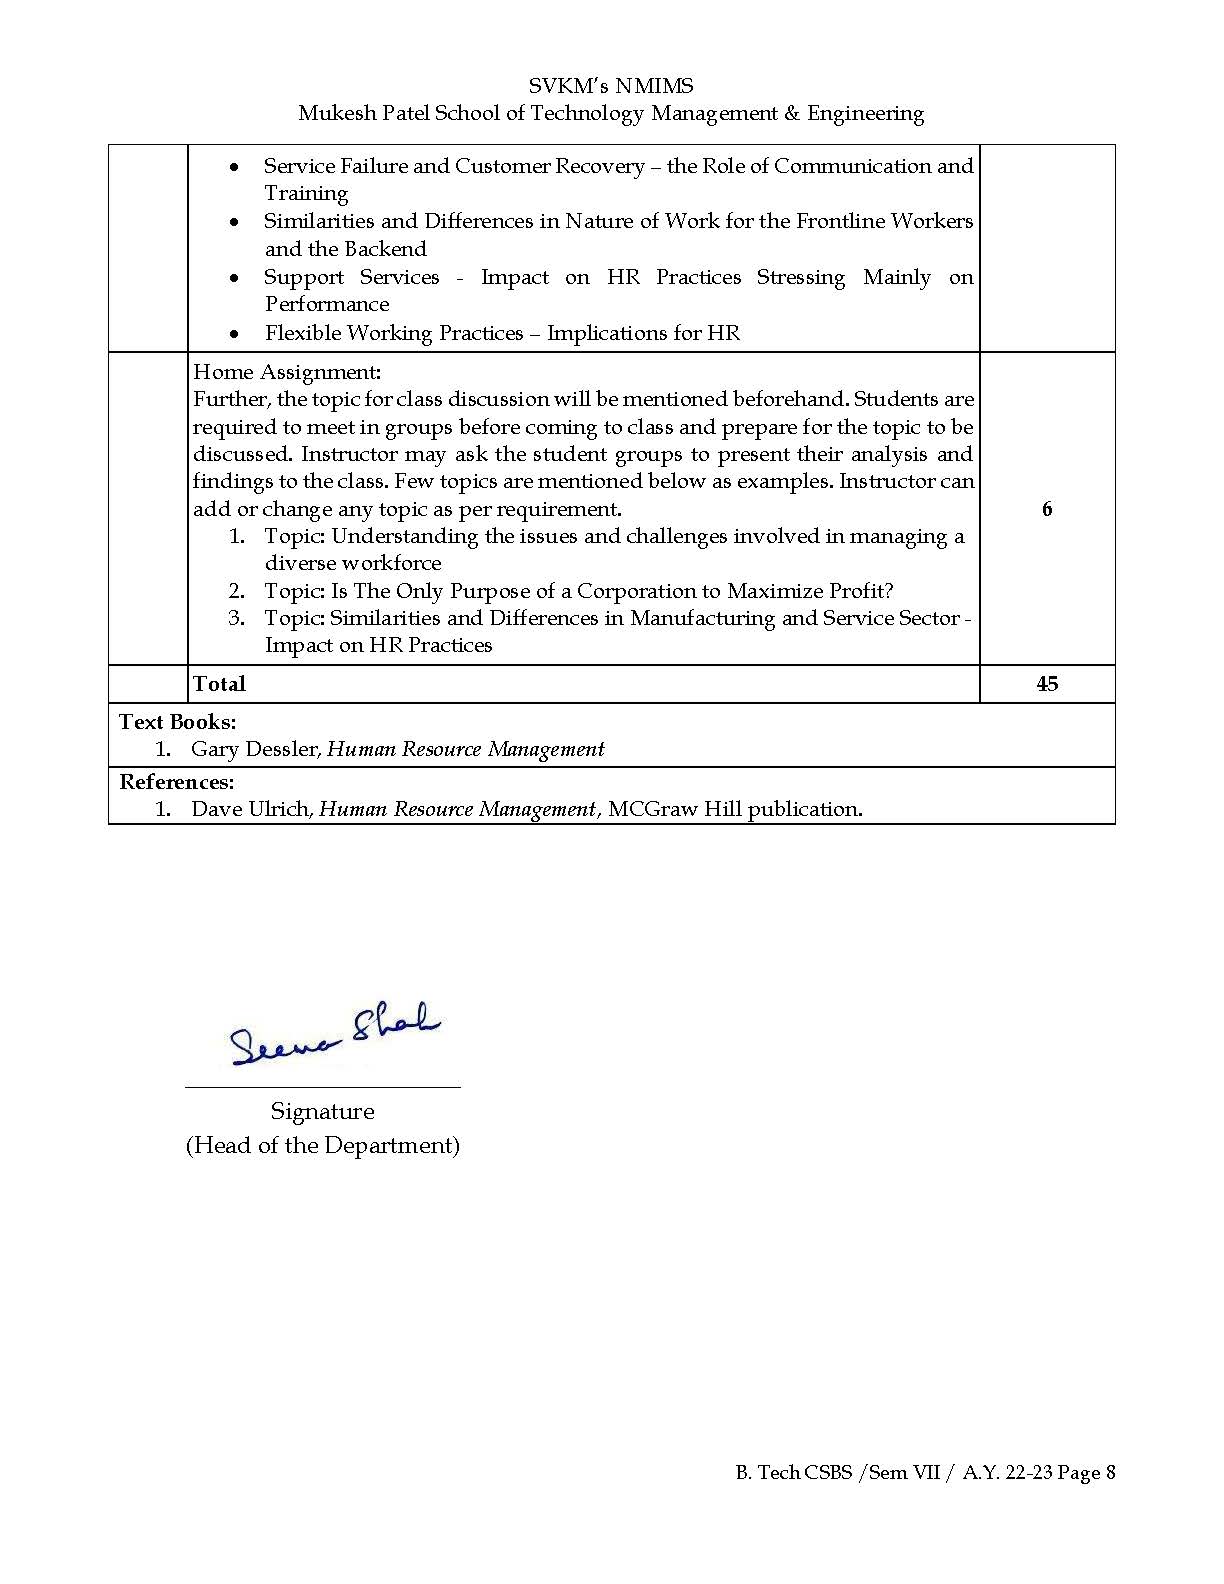 SVKM's NMIMS
Mukesh Patel School of Technology Management & Engineering
• Service Failure and Customer Recovery – the Role of Communication and
Training
• Similarities and Differences in Nature of Work for the Frontline Workers
and the Backend
• Support Services - Impact on HR Practices Stressing Mainly on
Performance
• Flexible Working Practices – Implications for HR
Home Assignment:
Further, the topic for class discussion will be mentioned beforehand. Students are
required to meet in groups before coming to class and prepare for the topic to be
discussed. Instructor may ask the student groups to present their analysis and
findings to the class. Few topics are mentioned below as examples. Instructor can
add or change any topic as per requirement.
1. Topic: Understanding the issues and challenges involved in managing a
diverse workforce
2. Topic: Is The Only Purpose of a Corporation to Maximize Profit?
3. Topic: Similarities and Differences in Manufacturing and Service Sector -
Impact on HR Practices
6
Total 45
Text Books:
1. Gary Dessler, Human Resource Management
References:
1. Dave Ulrich, Human Resource Management, MCGraw Hill publication.
Seema Shah
Signature
(Head of the Department)
B. Tech CSBS /Sem VII / A.Y. 22-23 Page 8